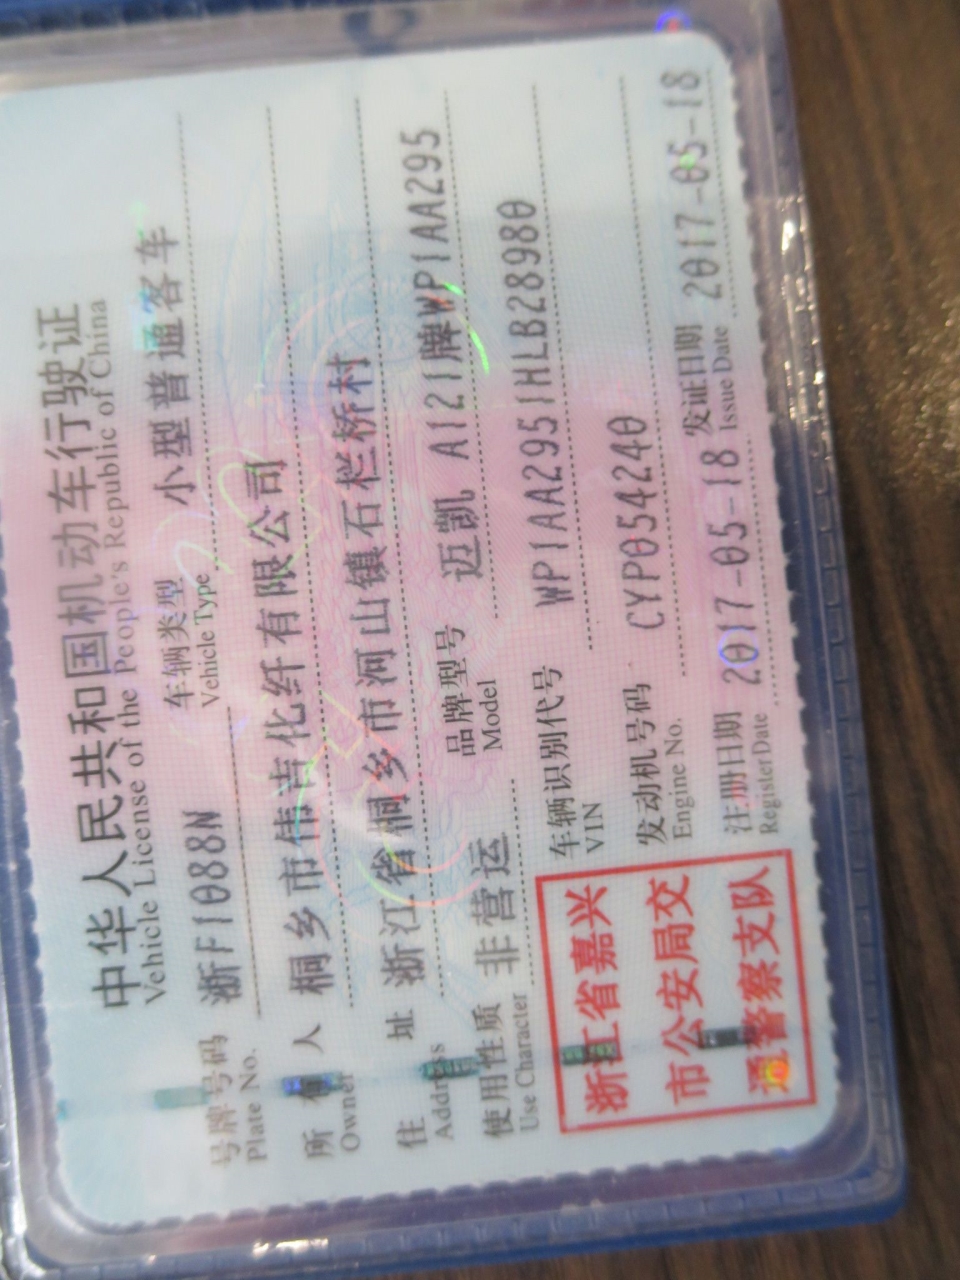 中华人民共和国机动车行驶证
Vehicle License of the People's Republic of China
号牌号码 浙F1088N 车辆类型 小型普通客车
Plate No. Vehicle Type
所有人 桐乡市伟吉化纤有限公司
Owner
住址 浙江省桐乡市河山镇石栏桥村
Address
使用性质 非营运 品牌型号 迈凯 A121牌WP1AA295
Use Character Model
车辆识别代号 WP1AA2951HLB28980
VIN
发动机号码 CYP054240
Engine No.
注册日期 2017-05-18 发证日期 2017-05-18
Register Date Issue Date
浙江省嘉兴
市公安局交
通警察支队